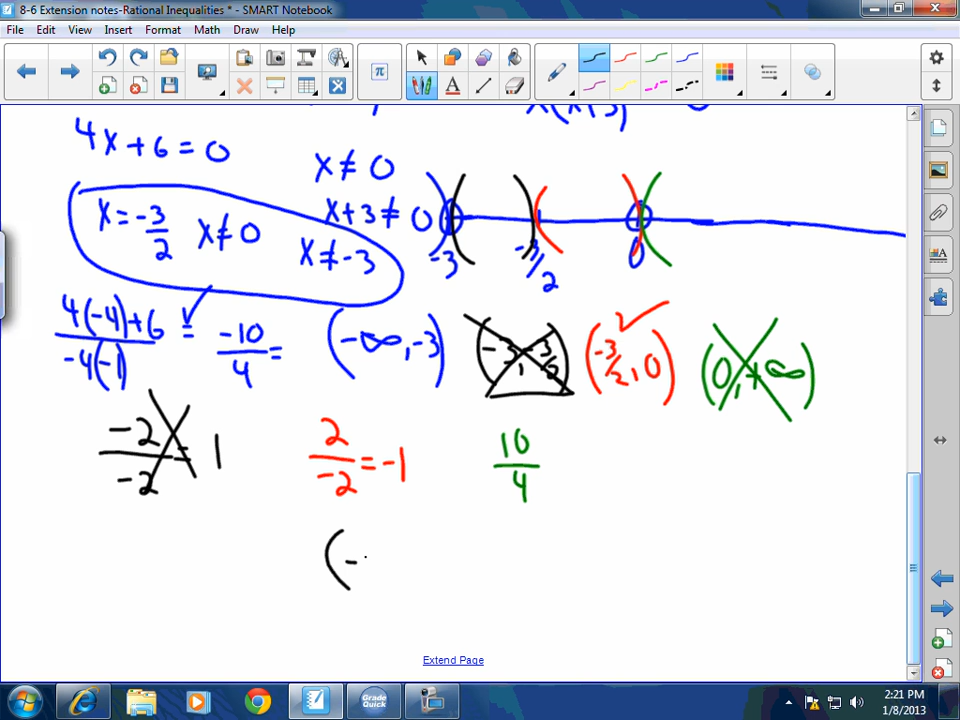 8-6 Extension notes-Rational Inequalities * - SMART Notebook
File Edit View Insert Format Math Draw Help
4x+6=0
x≠0
x=-3/2 x≠0
x+3≠0
x≠-3
-3 -3/2 0
4(-4)+6/-4(-1) = -10/4 =
(-∞,-3) (-3,-3/2) (-3/2,0) (0,+∞)
-2/-2 = 1
2/-2 = -1
10/4
(-
Extend Page
Grade Quick
2:21 PM
1/8/2013